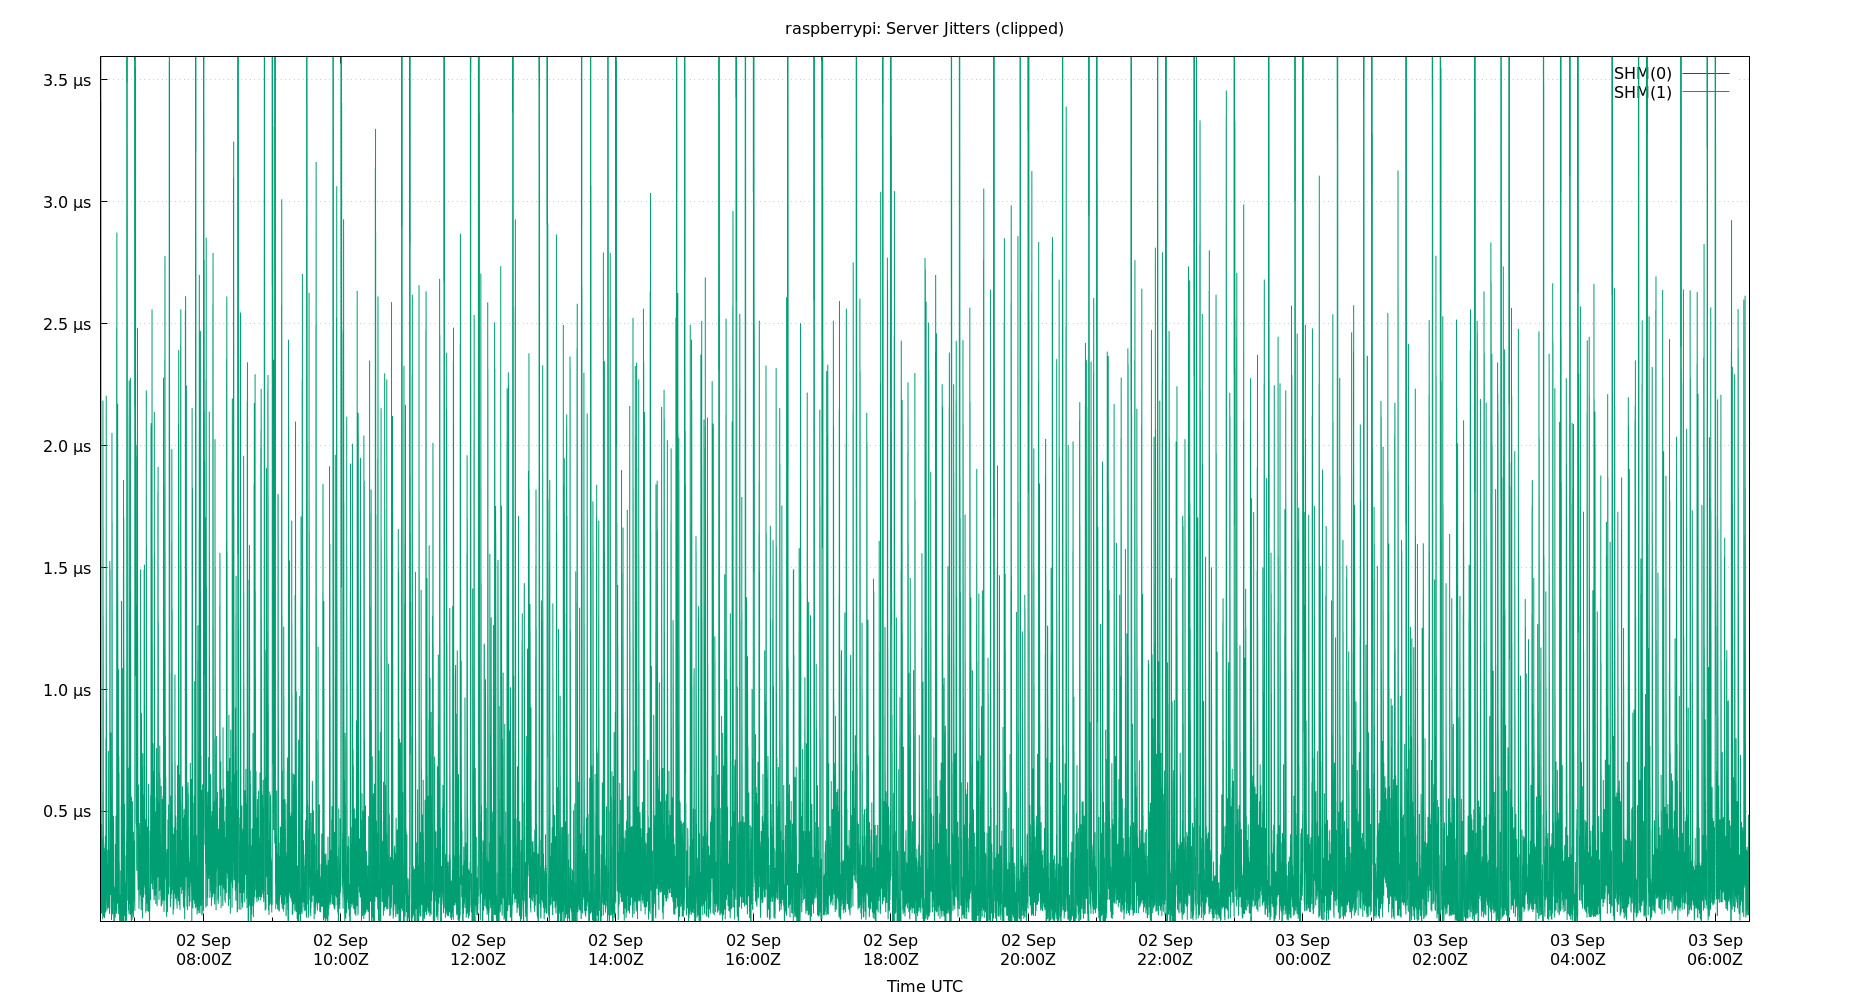 raspberrypi: Server Jitters (clipped)
SHM(0)
SHM(1)
3.5 µs
3.0 µs
2.5 µs
2.0 µs
1.5 µs
1.0 µs
0.5 µs
02 Sep 02 Sep 02 Sep 02 Sep 02 Sep 02 Sep 02 Sep 02 Sep 03 Sep 03 Sep 03 Sep 03 Sep
08:00Z 10:00Z 12:00Z 14:00Z 16:00Z 18:00Z 20:00Z 22:00Z 00:00Z 02:00Z 04:00Z 06:00Z
Time UTC